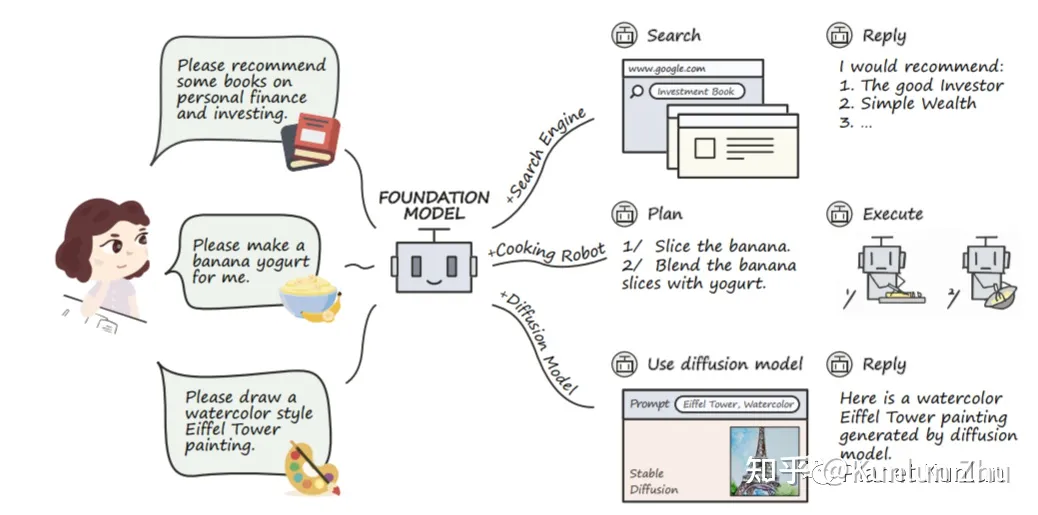 Please recommend
some books on
personal finance
and investing.
Please make a
banana yogurt
for me.
Please draw a
watercolor style
Eiffel Tower
painting.
FOUNDATION
MODEL
+Search Engine
+Cooking Robot
+Diffusion Model
Search
www.google.com
Investment Book
Reply
I would recommend:
1. The good Investor
2. Simple Wealth
3. ...
Plan
1/ Slice the banana.
2/ Blend the banana
slices with yogurt.
Execute
1/
2/
Use diffusion model
Prompt
Eiffel Tower, Watercolor
Stable
Diffusion
Reply
Here is a watercolor
Eiffel Tower painting
generated by diffusion
model.
知乎